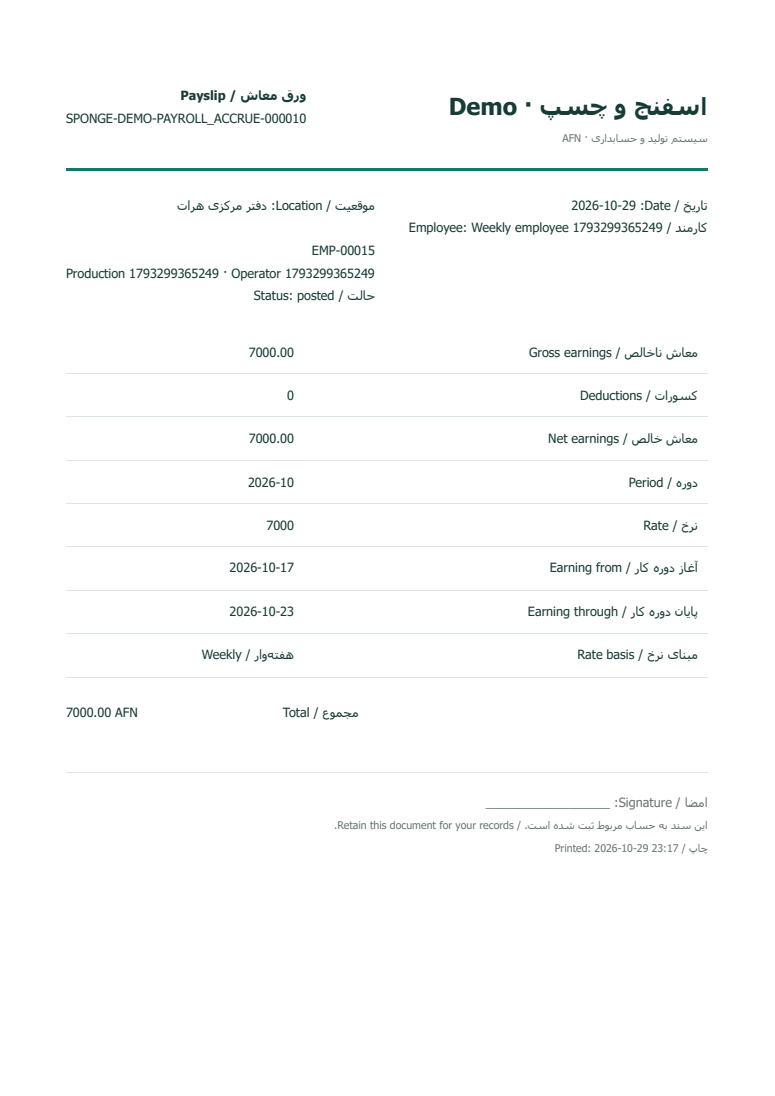 اسفنج و چسپ · Demo
سیستم تولید و حسابداری · AFN
ورق معاش / Payslip
SPONGE-DEMO-PAYROLL_ACCRUE-000010
تاریخ / Date: 2026-10-29
کارمند / Employee: Weekly employee 1793299365249
موقعیت / Location: دفتر مرکزی هرات
EMP-00015
Production 1793299365249 · Operator 1793299365249
حالت / Status: posted
معاش ناخالص / Gross earnings 7000.00
کسورات / Deductions 0
معاش خالص / Net earnings 7000.00
دوره / Period 2026-10
نرخ / Rate 7000
آغاز دوره کار / Earning from 2026-10-17
پایان دوره کار / Earning through 2026-10-23
مبنای نرخ / Rate basis هفته‌وار / Weekly
مجموع / Total 7000.00 AFN
امضا / Signature: ____________________
این سند به حساب مربوط ثبت شده است. / Retain this document for your records.
چاپ / Printed: 2026-10-29 23:17